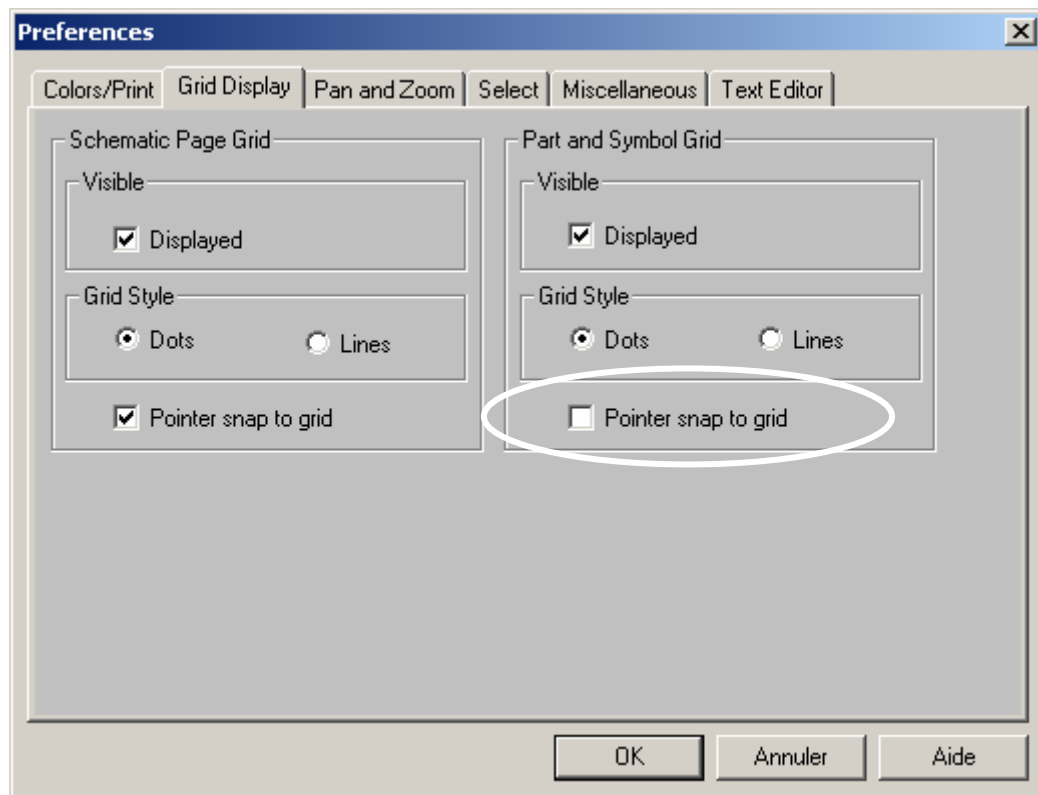 Preferences
Colors/Print Grid Display Pan and Zoom Select Miscellaneous Text Editor
Schematic Page Grid
Visible
Displayed
Grid Style
Dots Lines
Pointer snap to grid
Part and Symbol Grid
Visible
Displayed
Grid Style
Dots Lines
Pointer snap to grid
OK Annuler Aide